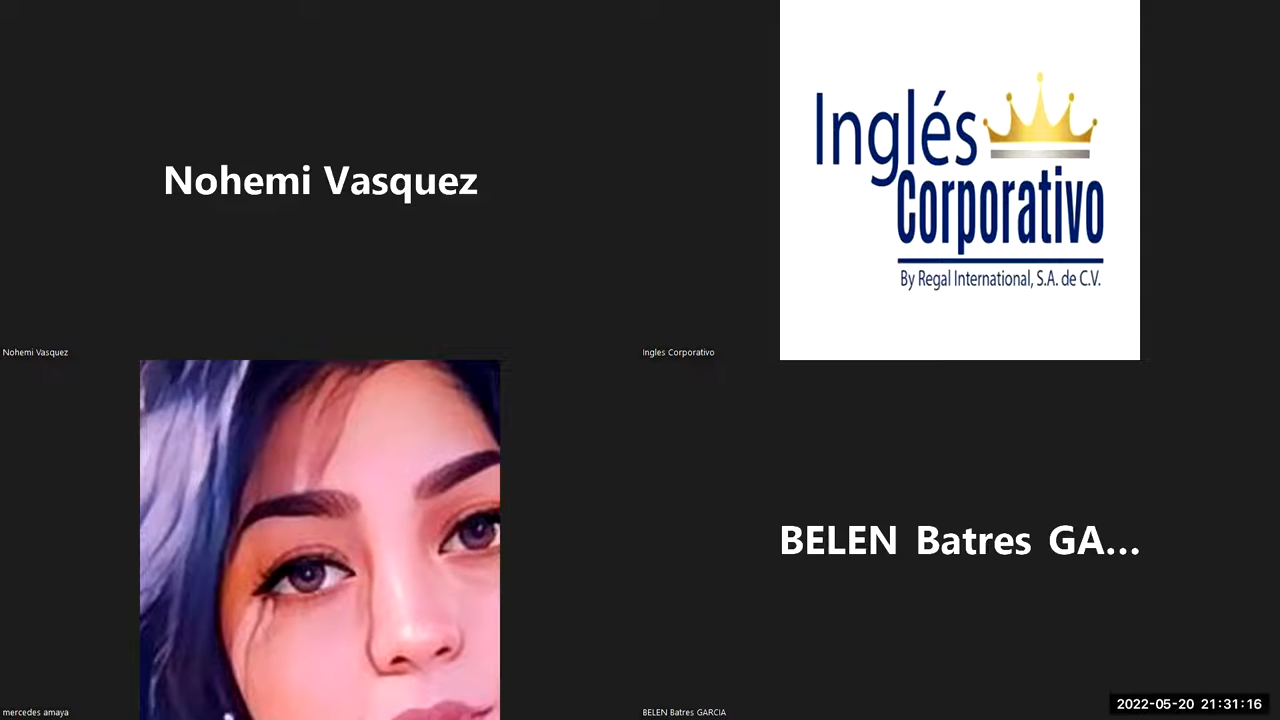 Nohemi Vasquez
Inglés
Corporativo
By Regal International, S.A. de C.V.
Nohemi Vasquez
Ingles Corporativo
BELEN Batres GA...
mercedes amaya
BELEN Batres GARCIA
2022-05-20 21:31:16